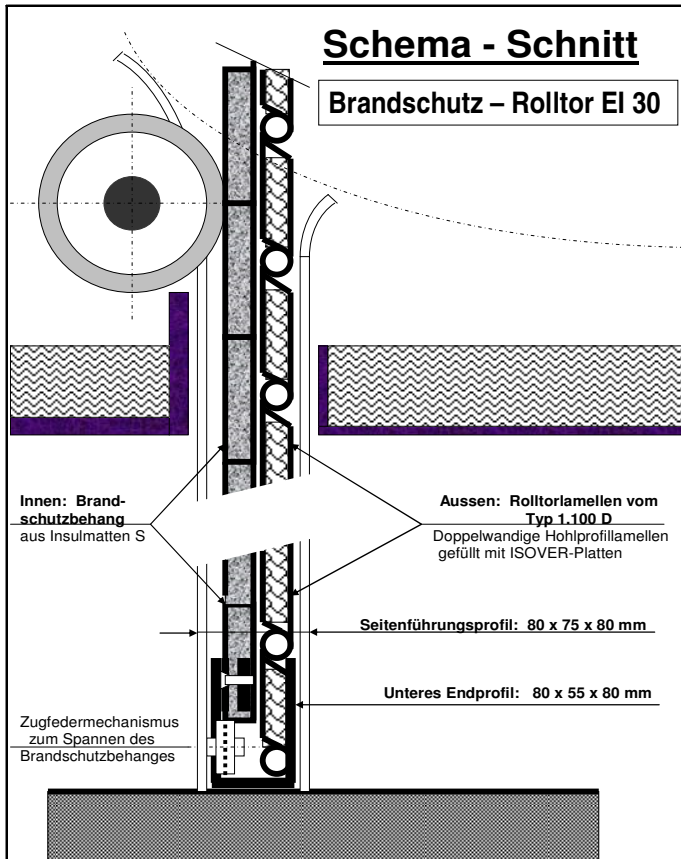 Schema - Schnitt
Brandschutz – Rolltor EI 30
Innen: Brand-
schutzbehang
aus Insulmatten S
Aussen: Rolltorlamellen vom
Typ 1.100 D
Doppelwandige Hohlprofillamellen
gefüllt mit ISOVER-Platten
Seitenführungsprofil: 80 x 75 x 80 mm
Unteres Endprofil: 80 x 55 x 80 mm
Zugfedermechanismus
zum Spannen des
Brandschutzbehanges